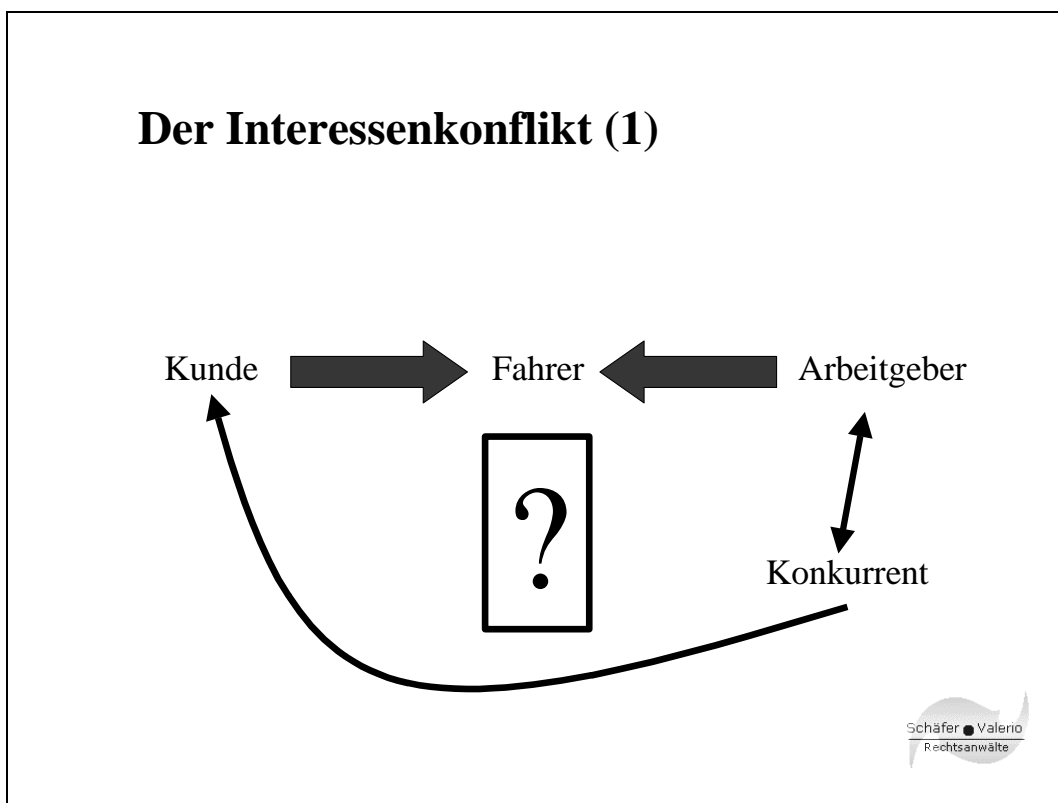 Der Interessenkonflikt (1)
Kunde Fahrer Arbeitgeber
?
Konkurrent
Schäfer Valerio
Rechtsanwälte